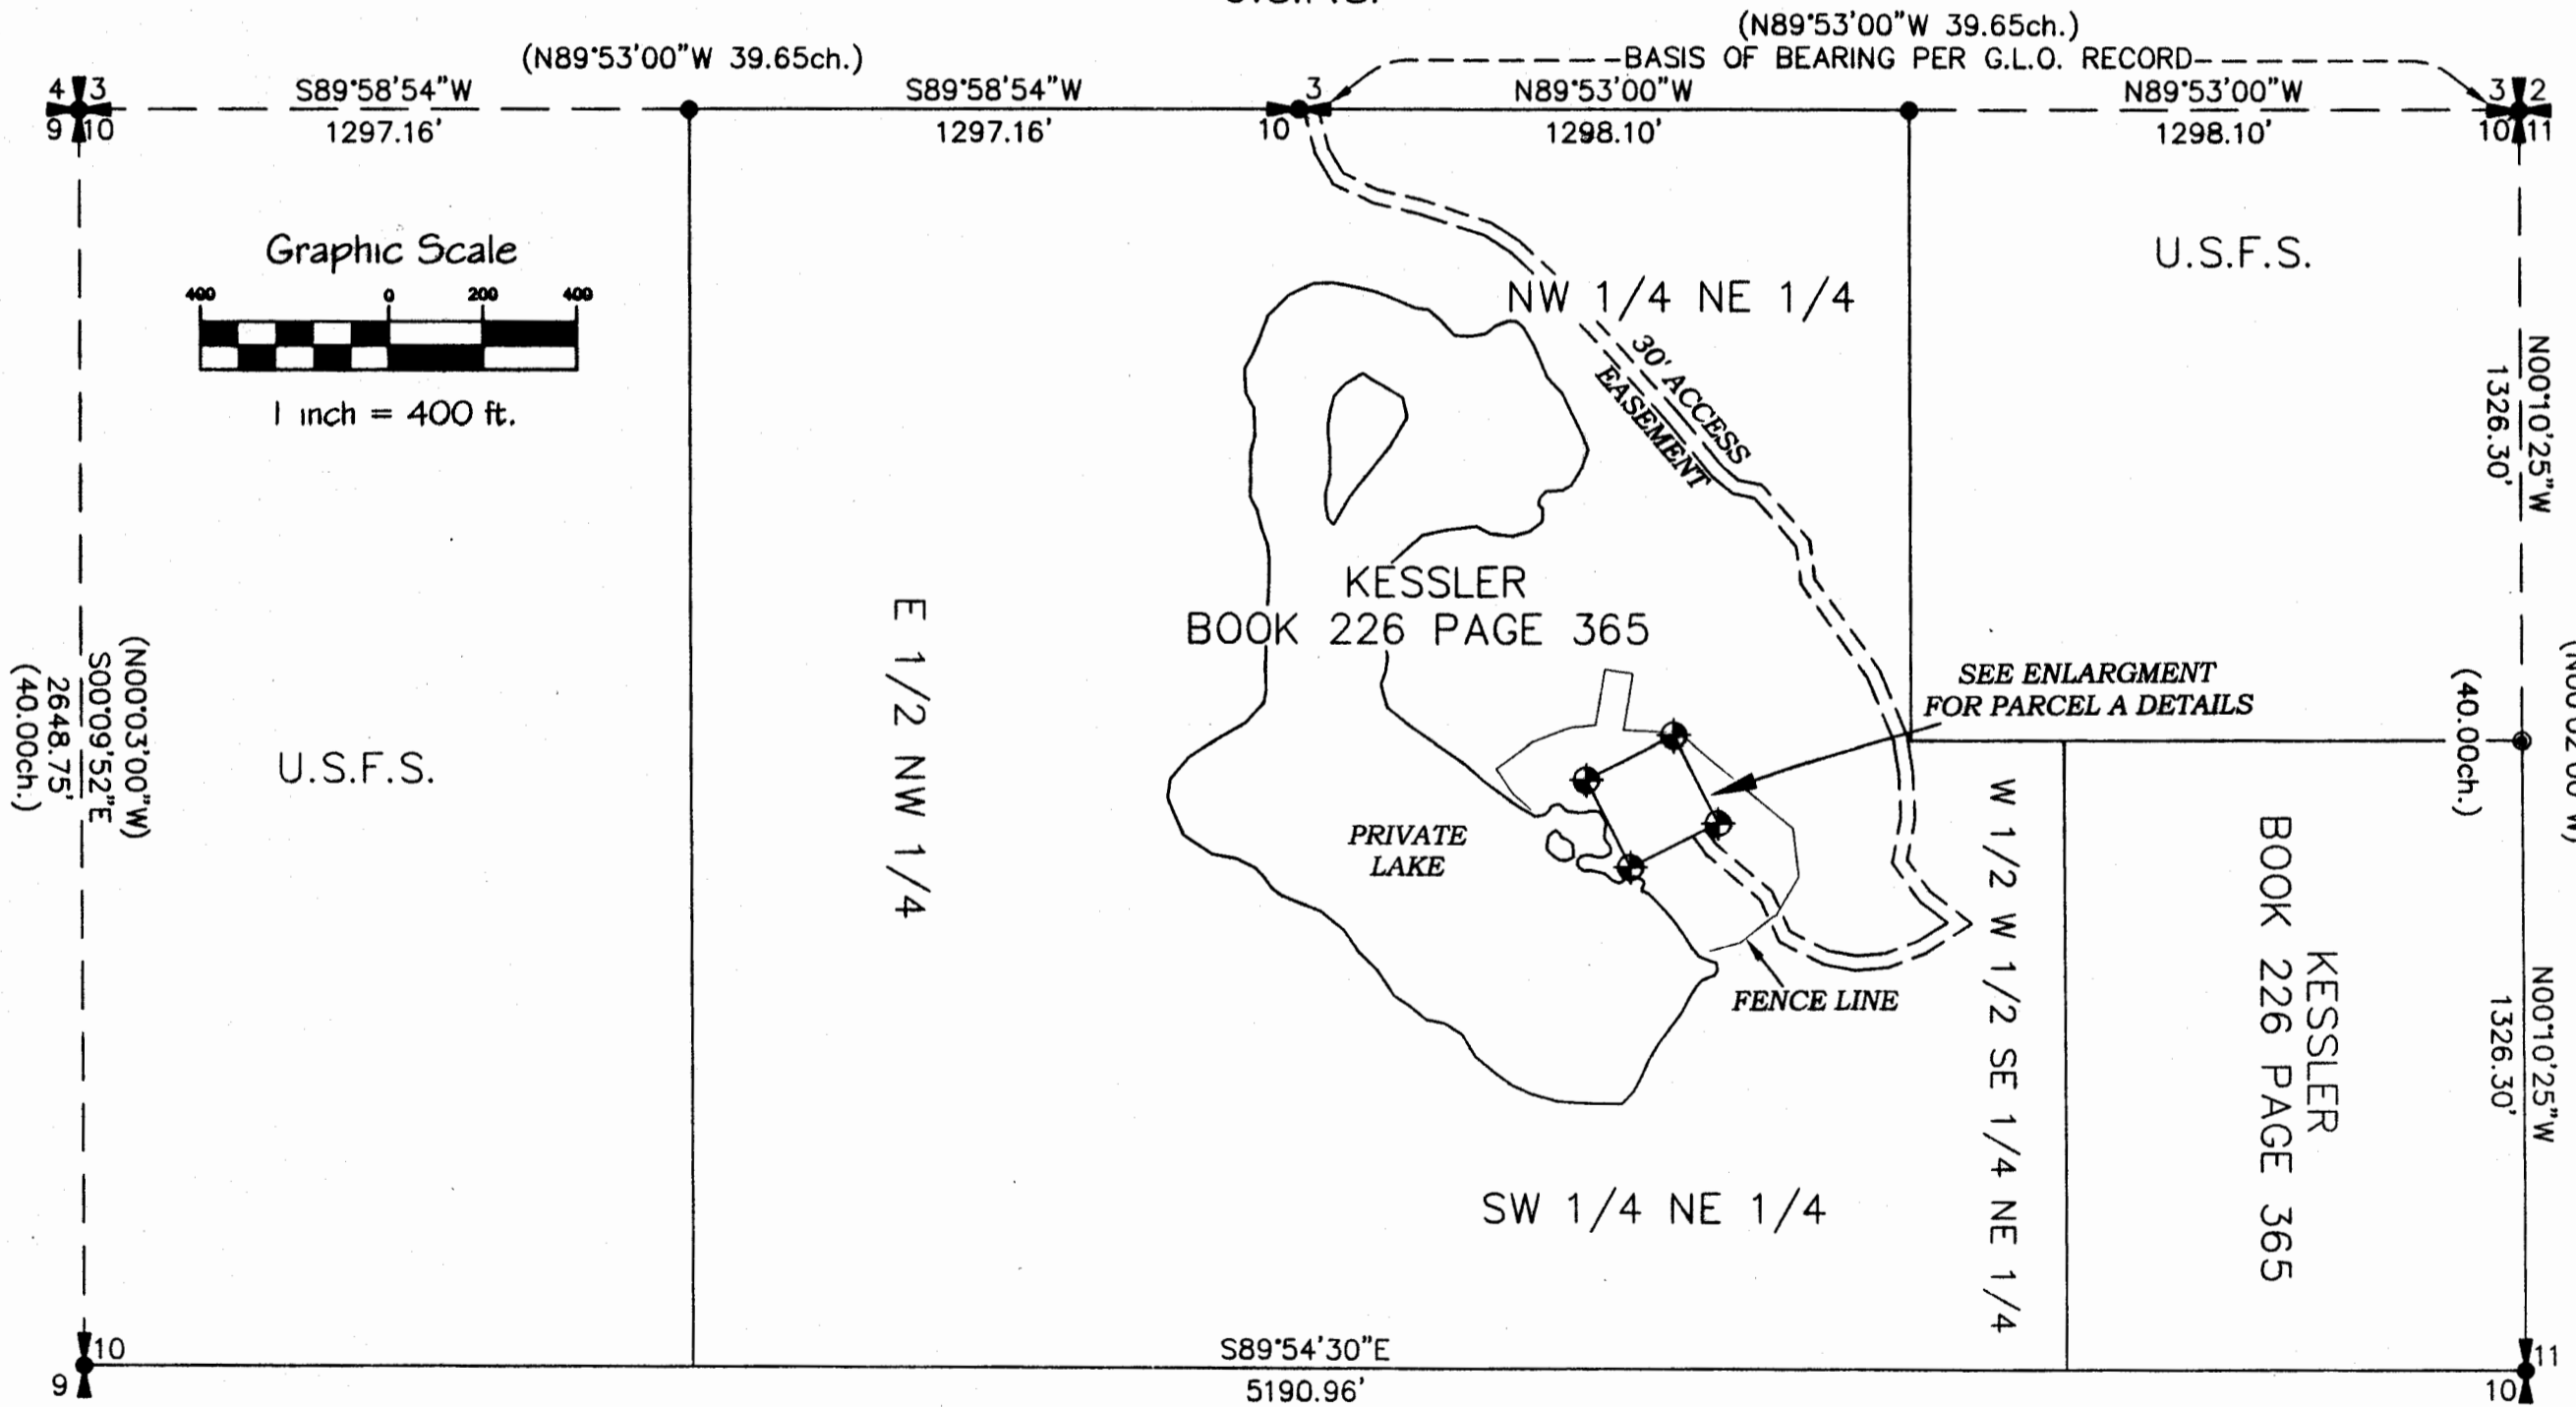 (N89°53'00"W 39.65ch.)
(N89°53'00"W 39.65ch.)
BASIS OF BEARING PER G.L.O. RECORD
4 3
S89°58'54"W
S89°58'54"W
3
N89°53'00"W
N89°53'00"W
3 2
9 10
1297.16'
1297.16'
10
1298.10'
1298.10'
10 11
Graphic Scale
400 0 200 400
1 inch = 400 ft.
U.S.F.S.
NW 1/4 NE 1/4
30' ACCESS
EASEMENT
N00°10'25"W
1326.30'
KESSLER
BOOK 226 PAGE 365
E 1/2 NW 1/4
(N00°03'00"W)
S00°09'52"E
2648.75'
(40.00ch.)
U.S.F.S.
SEE ENLARGMENT
FOR PARCEL A DETAILS
(40.00ch.)
PRIVATE
LAKE
W 1/2 W 1/2 SE 1/4 NE 1/4
KESSLER
BOOK 226 PAGE 365
FENCE LINE
N00°10'25"W
1326.30'
SW 1/4 NE 1/4
10
S89°54'30"E
11
9
5190.96'
10